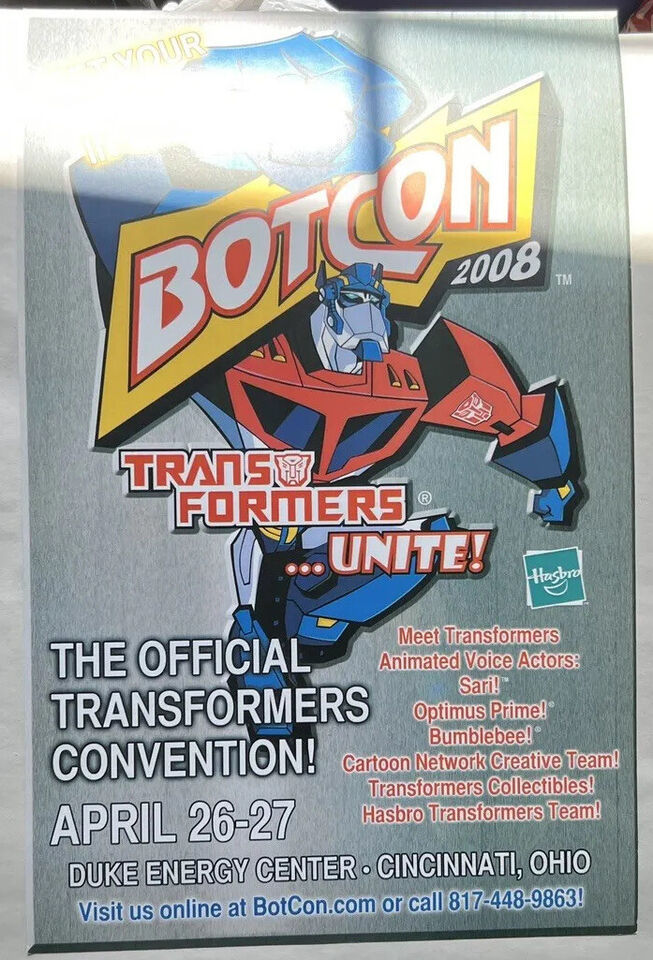 YOUR
BOTCON
2008 ™
TRANS
FORMERS ®
...UNITE!
Hasbro
Meet Transformers
Animated Voice Actors:
Sari!™
Optimus Prime!®
Bumblebee!®
Cartoon Network Creative Team!
Transformers Collectibles!
Hasbro Transformers Team!
THE OFFICIAL
TRANSFORMERS
CONVENTION!
APRIL 26-27
DUKE ENERGY CENTER • CINCINNATI, OHIO
Visit us online at BotCon.com or call 817-448-9863!